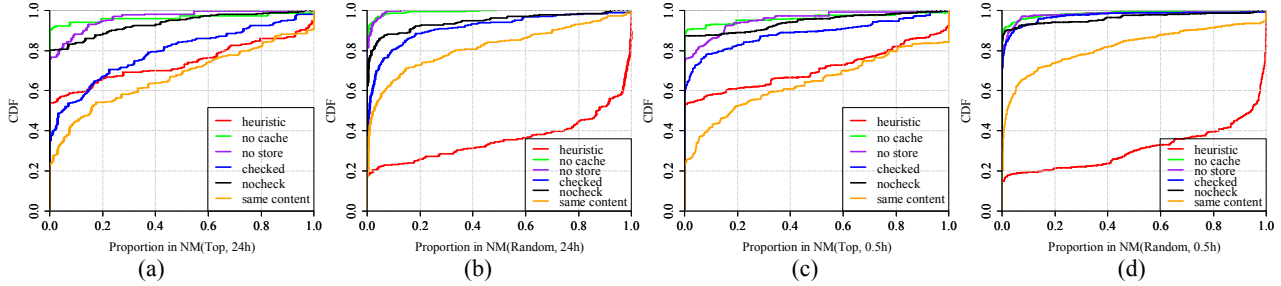 CDF
0.0 0.2 0.4 0.6 0.8 1.0
heuristic
no cache
no store
checked
nocheck
same content
0.0 0.2 0.4 0.6 0.8 1.0
Proportion in NM(Top, 24h)
(a)
CDF
0.0 0.2 0.4 0.6 0.8 1.0
heuristic
no cache
no store
checked
nocheck
same content
0.0 0.2 0.4 0.6 0.8 1.0
Proportion in NM(Random, 24h)
(b)
CDF
0.0 0.2 0.4 0.6 0.8 1.0
heuristic
no cache
no store
checked
nocheck
same content
0.0 0.2 0.4 0.6 0.8 1.0
Proportion in NM(Top, 0.5h)
(c)
CDF
0.0 0.2 0.4 0.6 0.8 1.0
heuristic
no cache
no store
checked
nocheck
same content
0.0 0.2 0.4 0.6 0.8 1.0
Proportion in NM(Random, 0.5h)
(d)